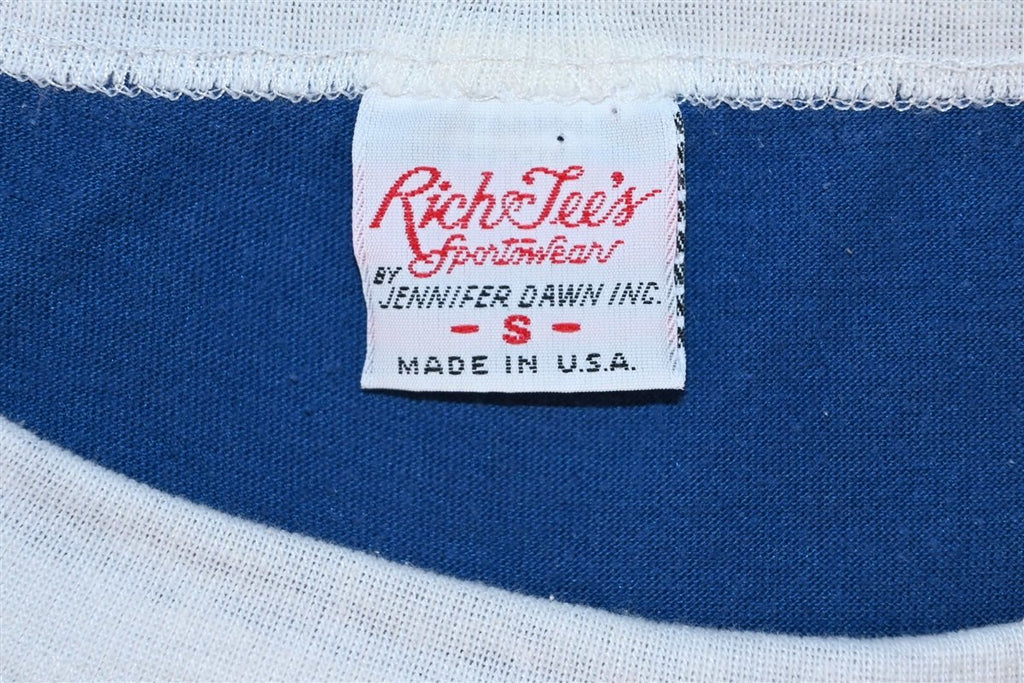 Rich & Tee's
Sportswear
BY
JENNIFER DAWN INC.
- S -
MADE IN U.S.A.